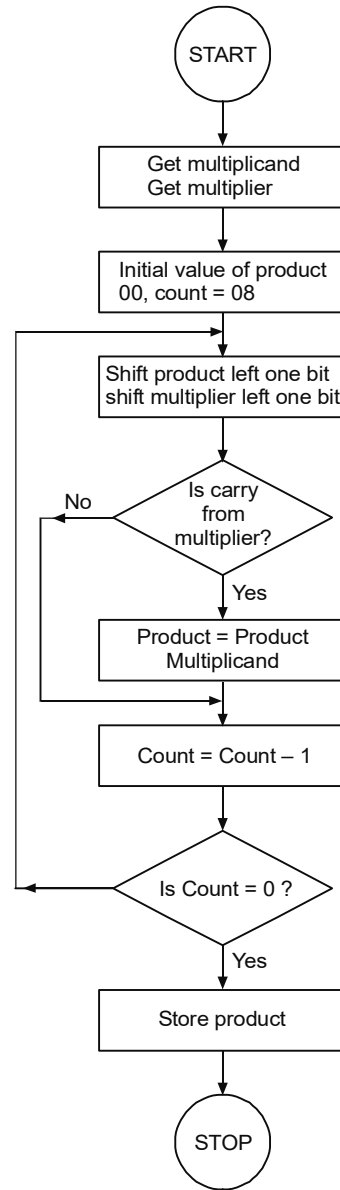 START
Get multiplicand
Get multiplier
Initial value of product
00, count = 08
Shift product left one bit
shift multiplier left one bit
Is carry
from
multiplier?
No
Yes
Product = Product
Multiplicand
Count = Count – 1
Is Count = 0 ?
Yes
Store product
STOP